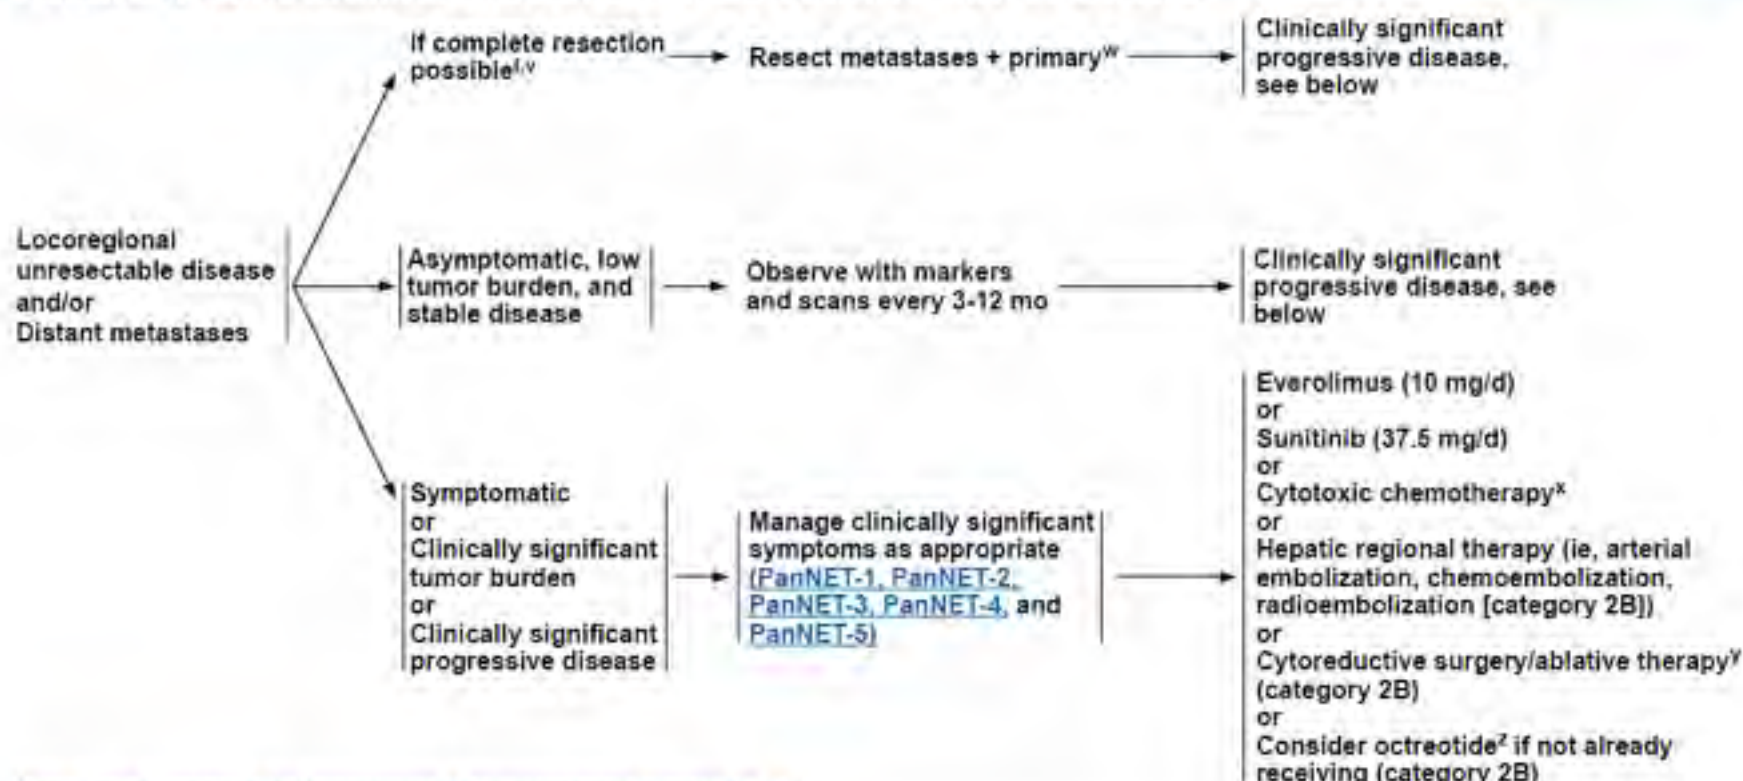 If complete resection
possible^l,v
Resect metastases + primary^w
Clinically significant
progressive disease,
see below
Locoregional
unresectable disease
and/or
Distant metastases
Asymptomatic, low
tumor burden, and
stable disease
Observe with markers
and scans every 3-12 mo
Clinically significant
progressive disease, see
below
Symptomatic
or
Clinically significant
tumor burden
or
Clinically significant
progressive disease
Manage clinically significant
symptoms as appropriate
(PanNET-1, PanNET-2,
PanNET-3, PanNET-4, and
PanNET-5)
Everolimus (10 mg/d)
or
Sunitinib (37.5 mg/d)
or
Cytotoxic chemotherapy^x
or
Hepatic regional therapy (ie, arterial
embolization, chemoembolization,
radioembolization [category 2B])
or
Cytoreductive surgery/ablative therapy^y
(category 2B)
or
Consider octreotide^z if not already
receiving (category 2B)